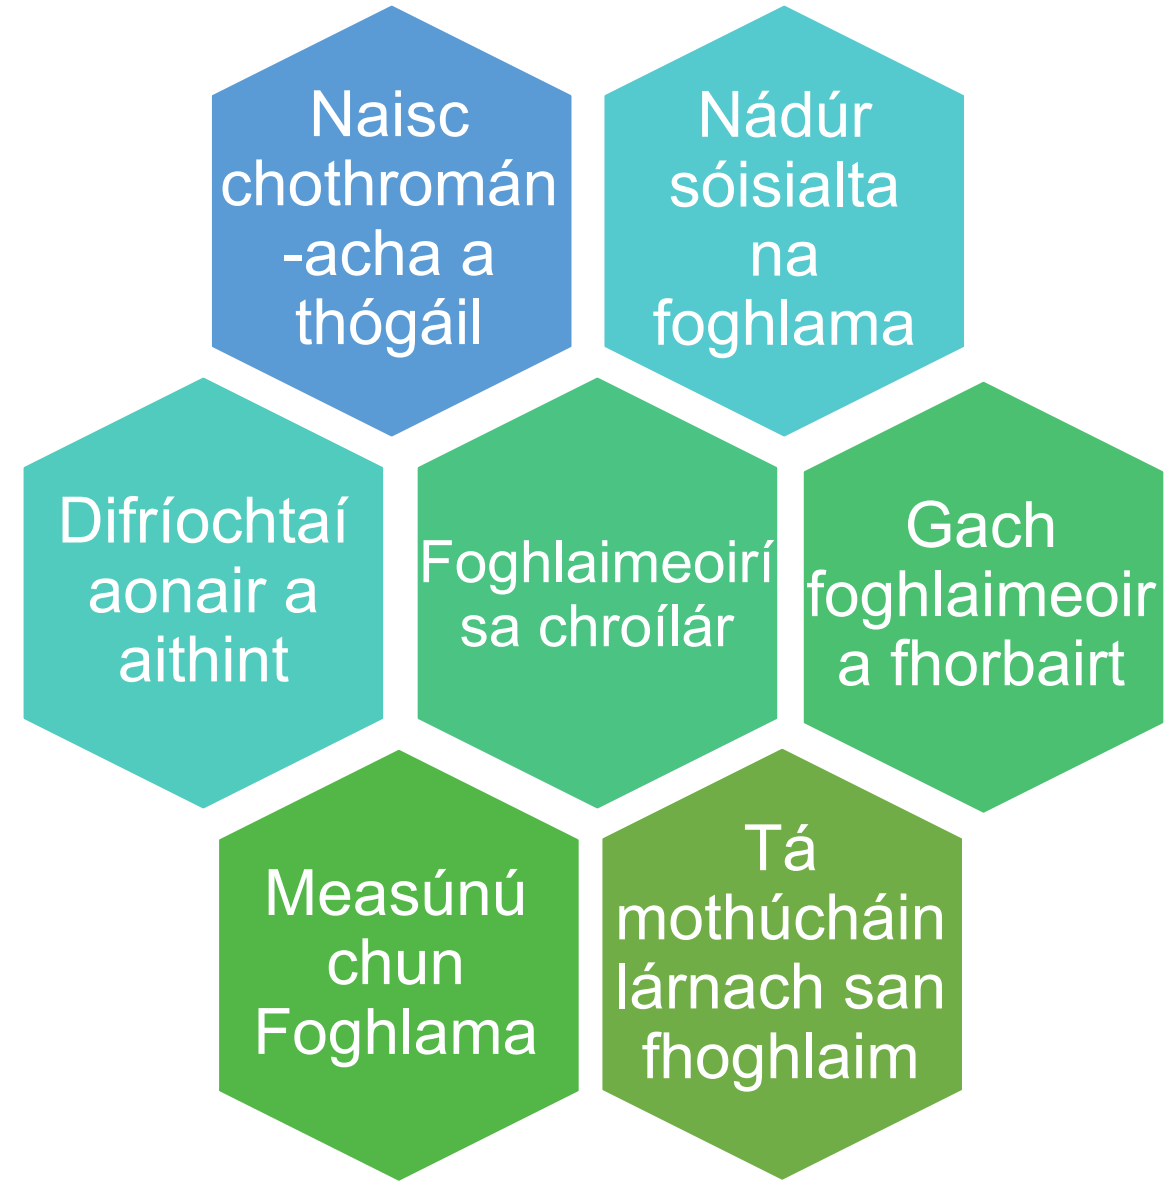 Naisc
chothromán
-acha a
thógáil
Nádúr
sóisialta
na
foghlama
Difríochtaí
aonair a
aithint
Foghlaimeoirí
sa chroílár
Gach
foghlaimeoir
a fhorbairt
Measúnú
chun
Foghlama
Tá
mothúcháin
lárnach san
fhoghlaim